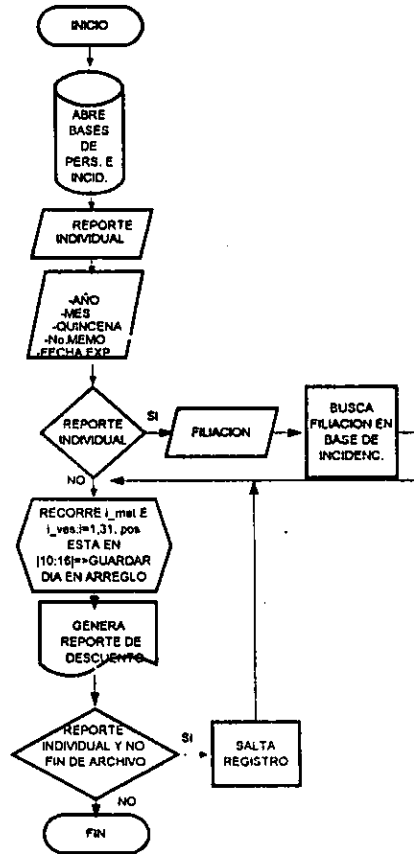 INICIO
ABRE
BASES
DE
PERS. E
INCID.
REPORTE
INDIVIDUAL
-AÑO
-MES
-QUINCENA
-No.MEMO
-FECHA EXP
REPORTE
INDIVIDUAL
SI
FILIACION
BUSCA
FILIACION EN
BASE DE
INCIDENC.
NO
RECORRE i_mat E
i_ves:i=1,31, pos
ESTA EN
|10:16|=>GUARDAR
DIA EN ARREGLO
GENERA
REPORTE DE
DESCUENTO
REPORTE
INDIVIDUAL Y NO
FIN DE ARCHIVO
SI
SALTA
REGISTRO
NO
FIN